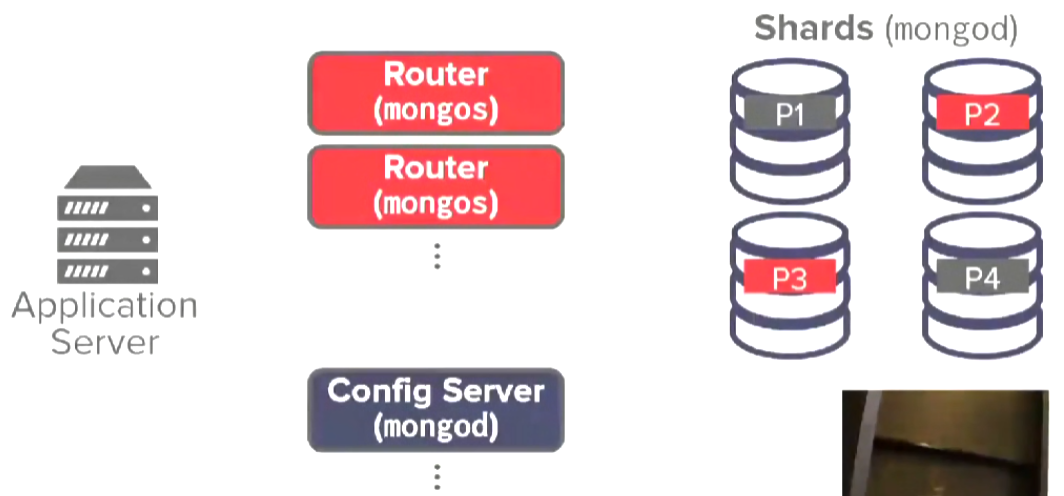 Shards (mongod)
Router
(mongos)
P1
P2
Router
(mongos)
P3
P4
Application
Server
Config Server
(mongod)